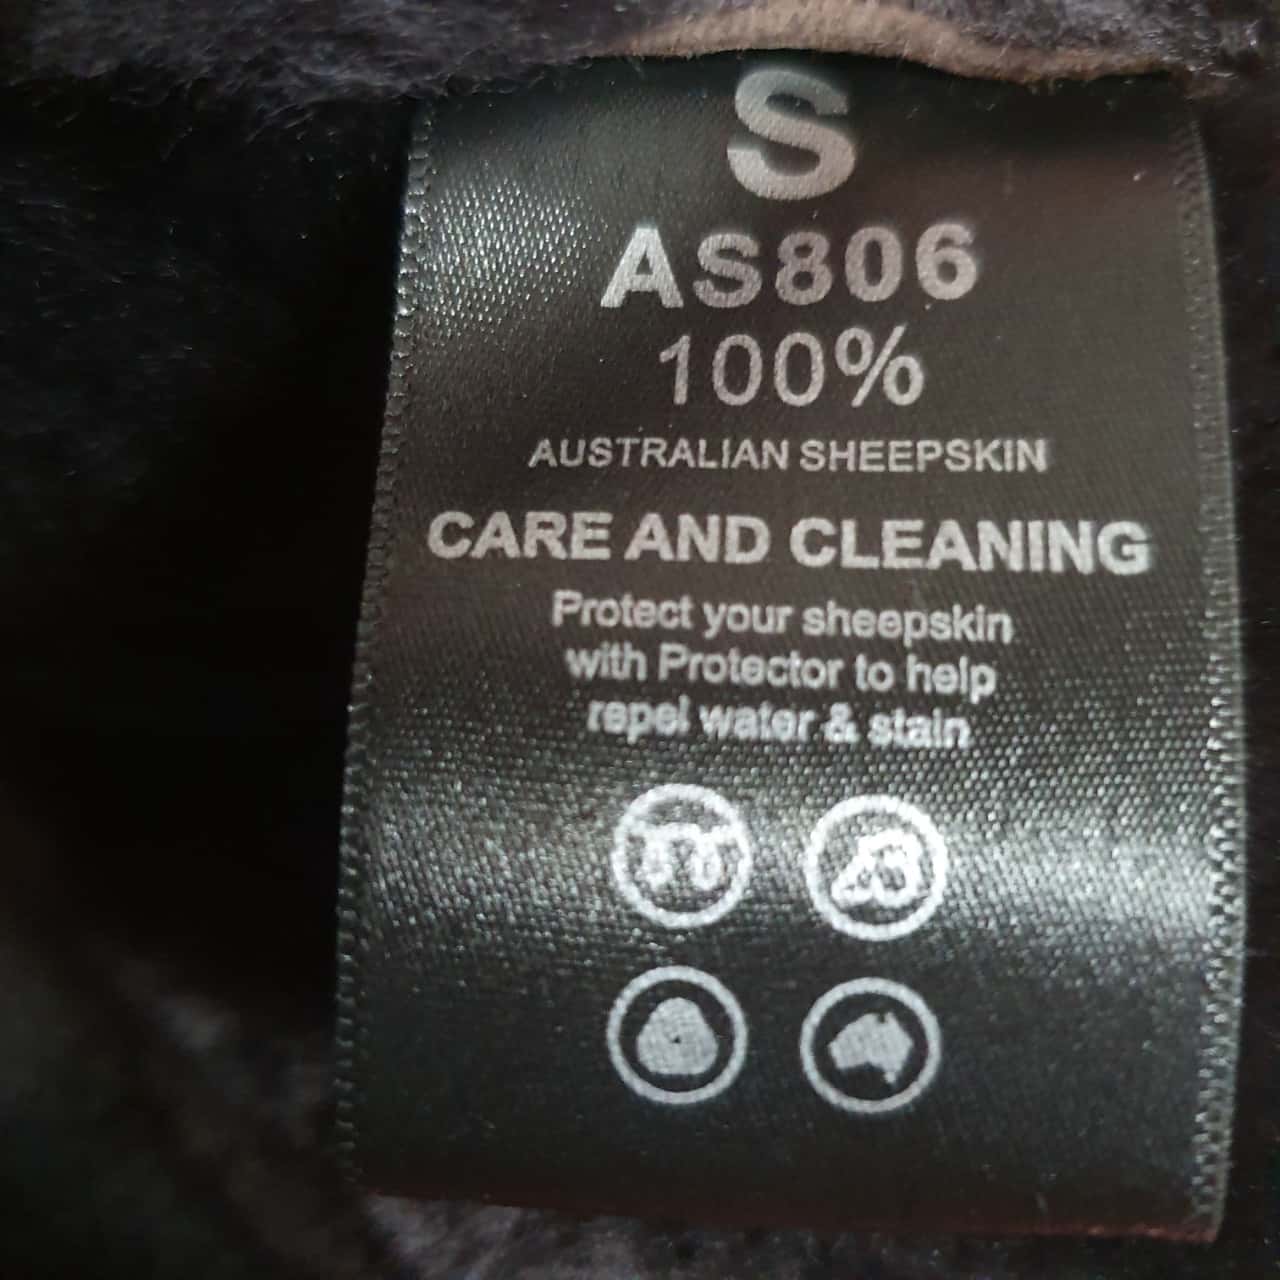 S
AS806
100%
AUSTRALIAN SHEEPSKIN
CARE AND CLEANING
Protect your sheepskin
with Protector to help
repel water & stain